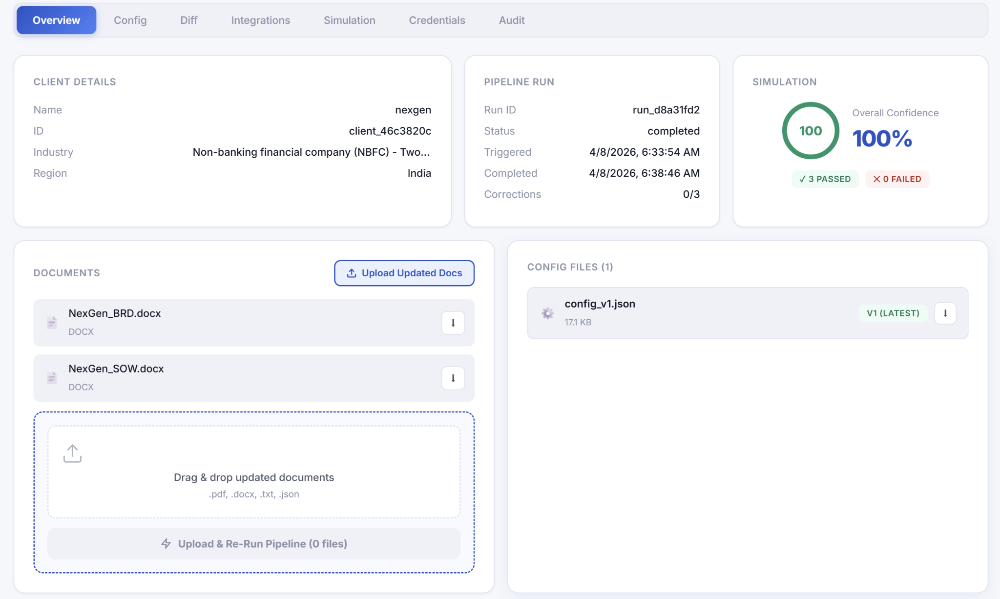 Overview Config Diff Integrations Simulation Credentials Audit
CLIENT DETAILS
Name nexgen
ID client_46c3820c
Industry Non-banking financial company (NBFC) - Two...
Region India
PIPELINE RUN
Run ID run_d8a31fd2
Status completed
Triggered 4/8/2026, 6:33:54 AM
Completed 4/8/2026, 6:38:46 AM
Corrections 0/3
SIMULATION
100
Overall Confidence
100%
✓ 3 PASSED ✕ 0 FAILED
DOCUMENTS
Upload Updated Docs
NexGen_BRD.docx
DOCX
NexGen_SOW.docx
DOCX
Drag & drop updated documents
.pdf, .docx, .txt, .json
Upload & Re-Run Pipeline (0 files)
CONFIG FILES (1)
config_v1.json
17.1 KB
V1 (LATEST)